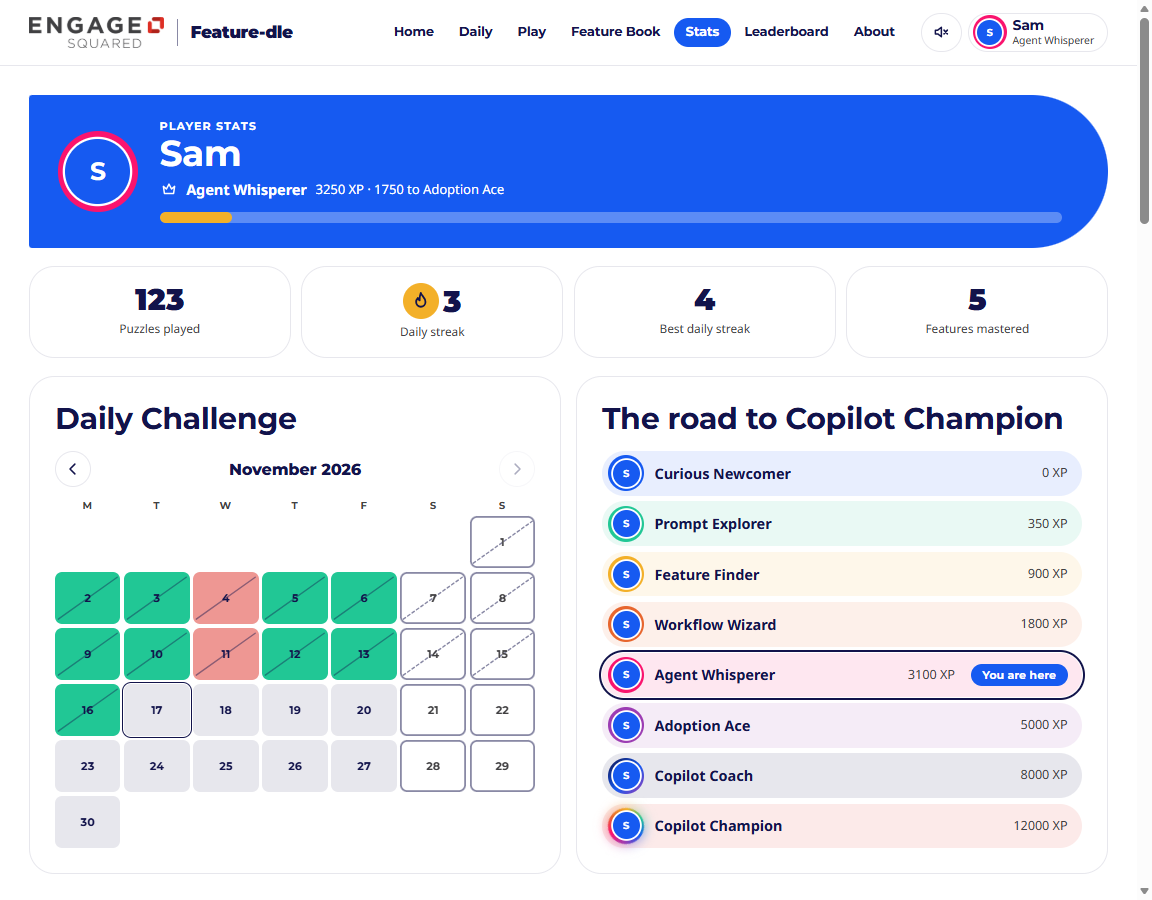 ENGAGE
SQUARED
Feature-dle
Home Daily Play Feature Book Stats Leaderboard About
S
Sam
Agent Whisperer
S
PLAYER STATS
Sam
Agent Whisperer 3250 XP · 1750 to Adoption Ace
123
Puzzles played
3
Daily streak
4
Best daily streak
5
Features mastered
Daily Challenge
November 2026
M T W T F S S
1
2 3 4 5 6 7 8
9 10 11 12 13 14 15
16 17 18 19 20 21 22
23 24 25 26 27 28 29
30
The road to Copilot Champion
S Curious Newcomer 0 XP
S Prompt Explorer 350 XP
S Feature Finder 900 XP
S Workflow Wizard 1800 XP
S Agent Whisperer 3100 XP You are here
S Adoption Ace 5000 XP
S Copilot Coach 8000 XP
S Copilot Champion 12000 XP